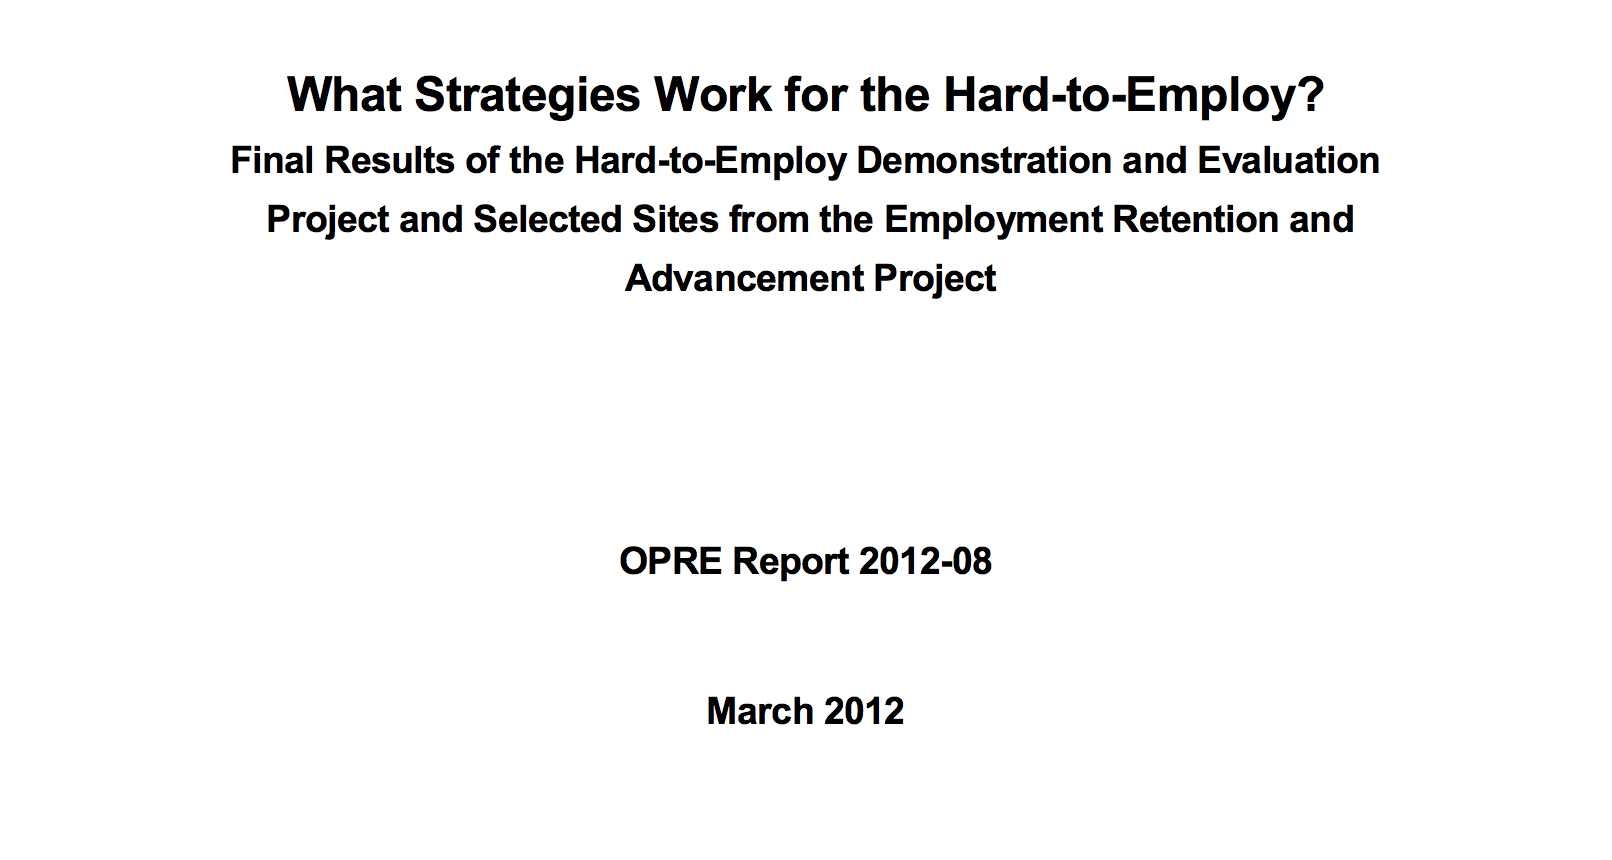 What Strategies Work for the Hard-to-Employ?
Final Results of the Hard-to-Employ Demonstration and Evaluation
Project and Selected Sites from the Employment Retention and
Advancement Project
OPRE Report 2012-08
March 2012